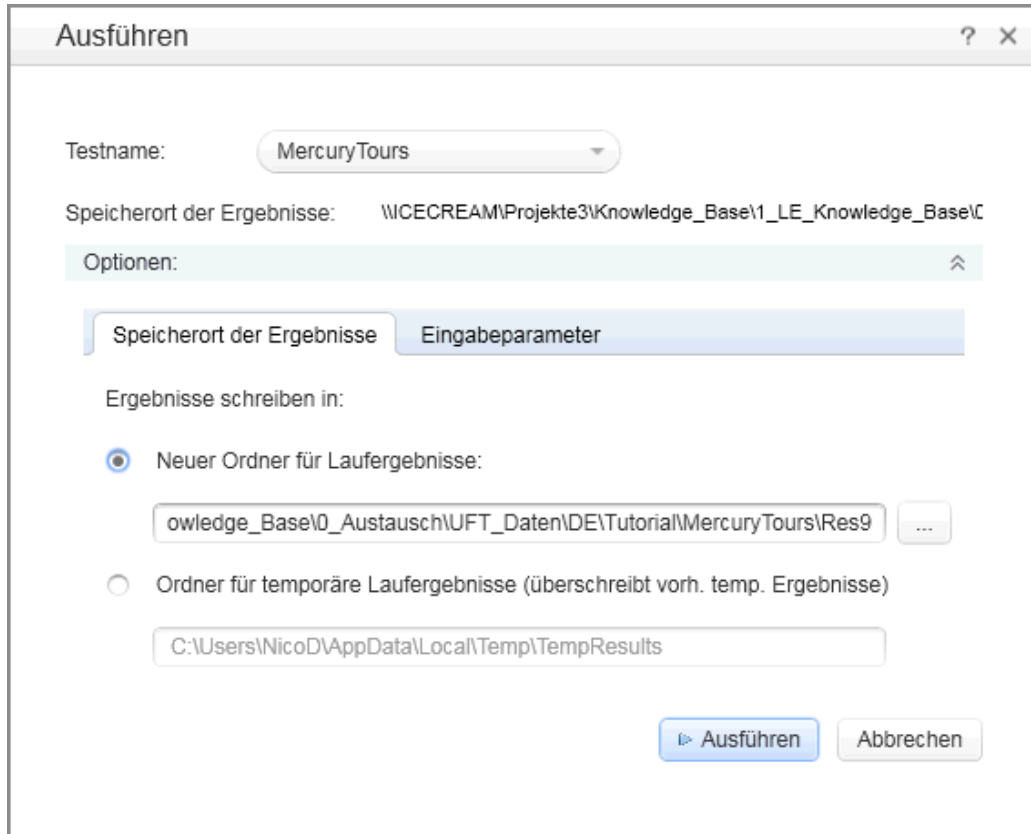 Ausführen ? ×
Testname: MercuryTours
Speicherort der Ergebnisse: \\ICECREAM\Projekte3\Knowledge_Base\1_LE_Knowledge_Base\
Optionen:
Speicherort der Ergebnisse Eingabeparameter
Ergebnisse schreiben in:
Neuer Ordner für Laufergebnisse:
owledge_Base\0_Austausch\UFT_Daten\DE\Tutorial\MercuryTours\Res9 ...
Ordner für temporäre Laufergebnisse (überschreibt vorh. temp. Ergebnisse)
C:\Users\NicoD\AppData\Local\Temp\TempResults
Ausführen Abbrechen